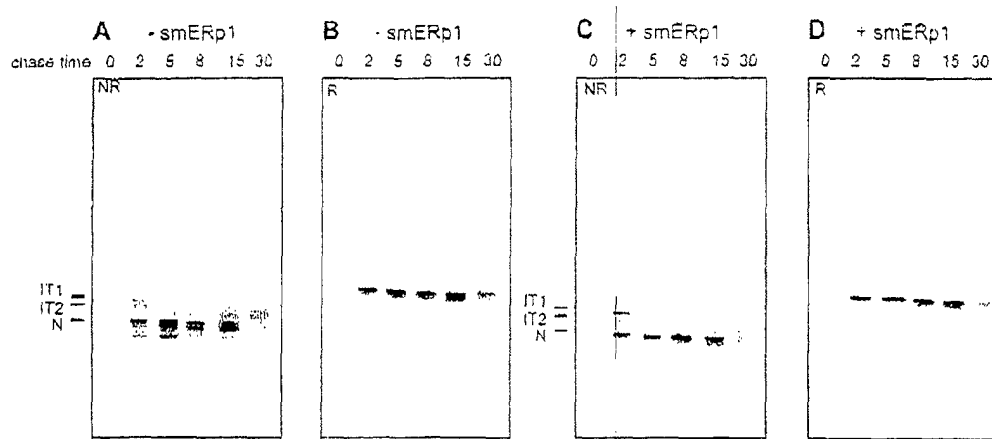 A - smERp1 B - smERp1 C + smERp1 D + smERp1
chase time 0 2 5 8 15 30 0 2 5 8 15 30 0 2 5 8 15 30 0 2 5 8 15 30
NR R NR R
IT1
IT2
N
IT1
IT2
N